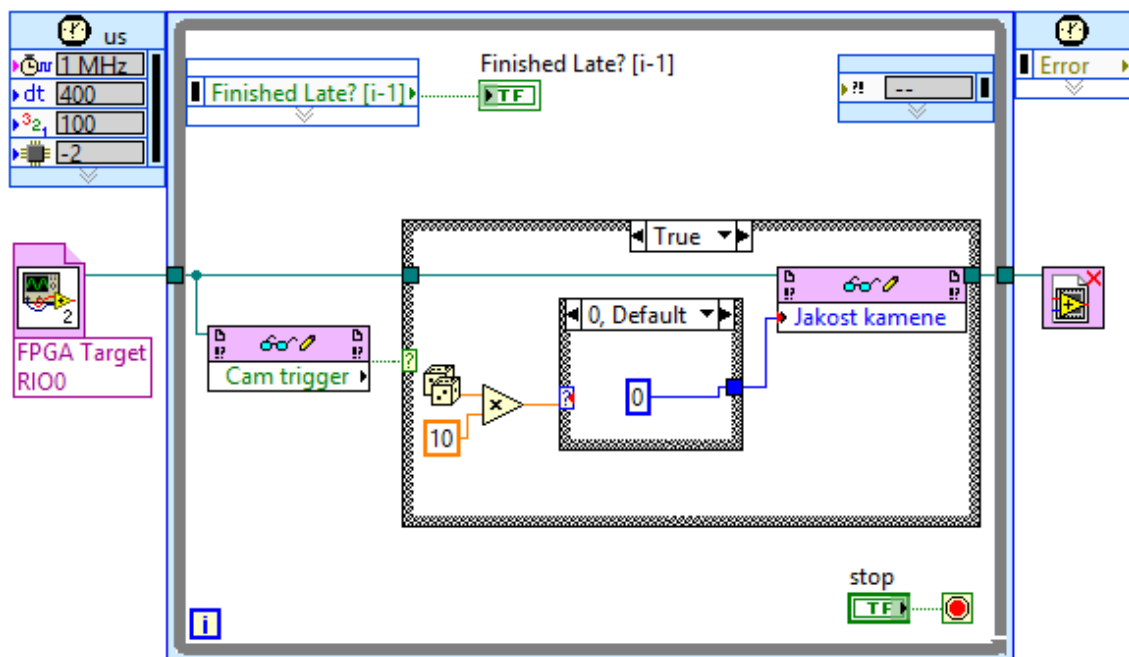 us
1 MHz
dt 400
321 100
-2
Finished Late? [i-1]
Finished Late? [i-1]
TF
?! --
Error
True
0, Default
?!
?!
Jakost kamene
2
FPGA Target
RIO0
?!
?!
Cam trigger
?
10
x
?
0
stop
TF
i